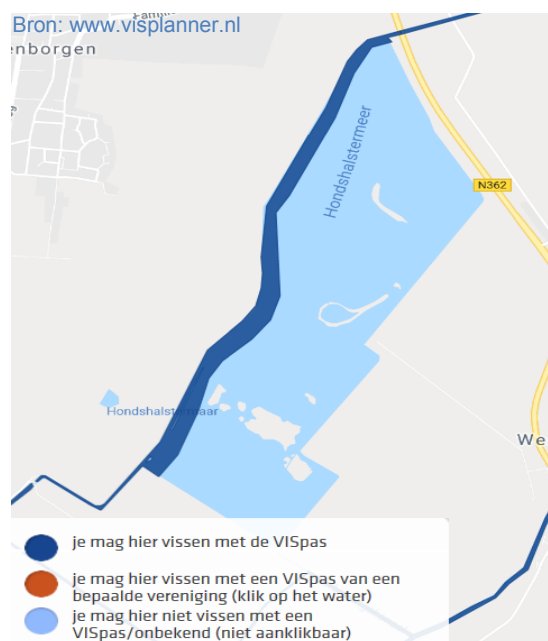 Bron: www.visplanner.nl
enborgen
Hondshalstermeer
N362
Hondshalstermaar
We
je mag hier vissen met de VISpas
je mag hier vissen met een VISpas van een
bepaalde vereniging (klik op het water)
je mag hier niet vissen met een
VISpas/onbekend (niet aanklikbaar)